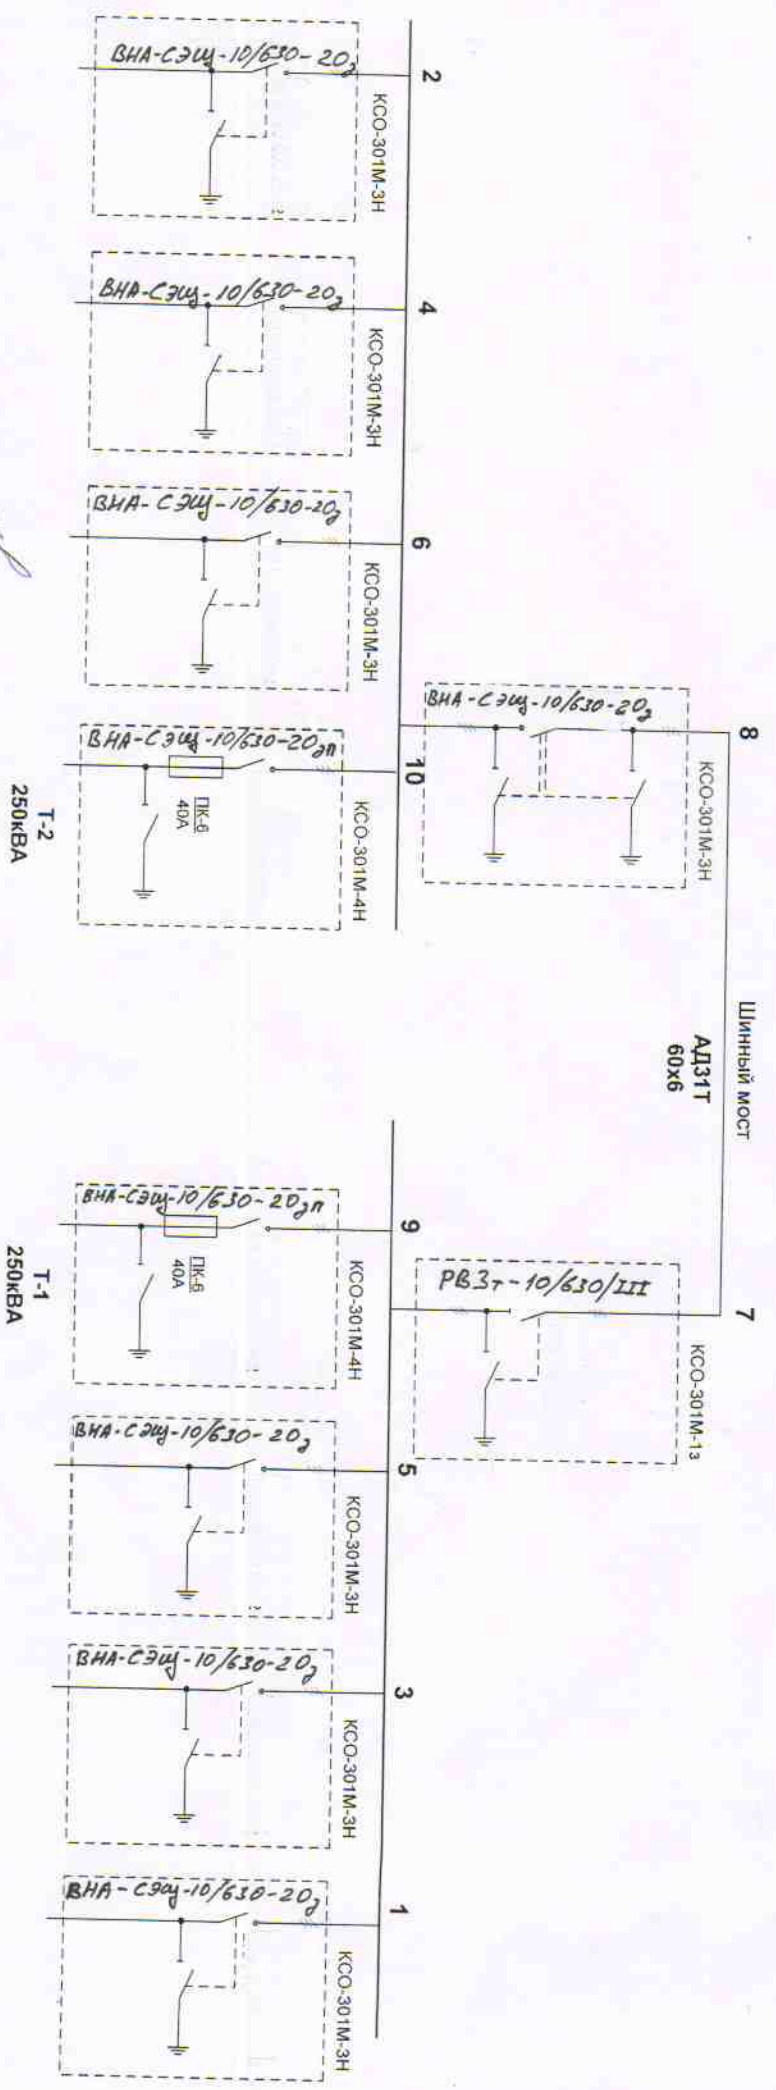 ВНА-СЭЩ-10/630-20з
2
КСО-301М-3Н
ВНА-СЭЩ-10/630-20з
4
КСО-301М-3Н
ВНА-СЭЩ-10/630-20з
6
КСО-301М-3Н
ВНА-СЭЩ-10/630-20з
8
КСО-301М-3Н
ВНА-СЭЩ-10/630-20зп
10
КСО-301М-4Н
ПК-6
40А
Т-2
250кВА
Шинный мост
АД31Т
60х6
ВНА-СЭЩ-10/630-20зп
9
КСО-301М-4Н
ПК-6
40А
Т-1
250кВА
РВЗт-10/630/III
7
КСО-301М-13
ВНА-СЭЩ-10/630-20з
5
КСО-301М-3Н
ВНА-СЭЩ-10/630-20з
3
КСО-301М-3Н
ВНА-СЭЩ-10/630-20з
1
КСО-301М-3Н